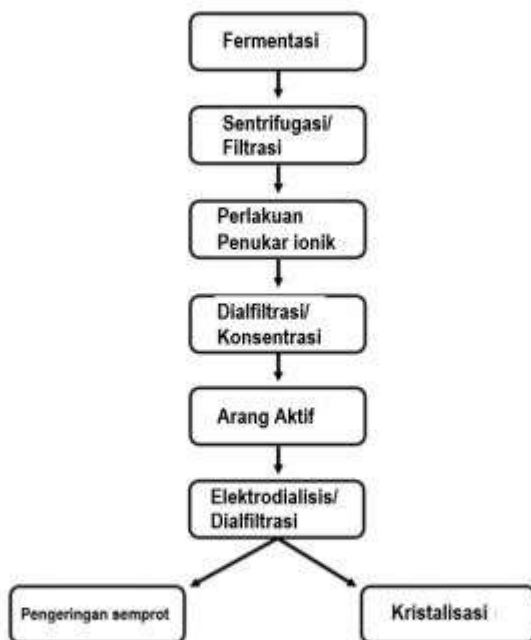 Fermentasi
Sentrifugasi/
Filtrasi
Perlakuan
Penukar ionik
Dialfiltrasi/
Konsentrasi
Arang Aktif
Elektrodialisis/
Dialfiltrasi
Pengeringan semprot
Kristalisasi